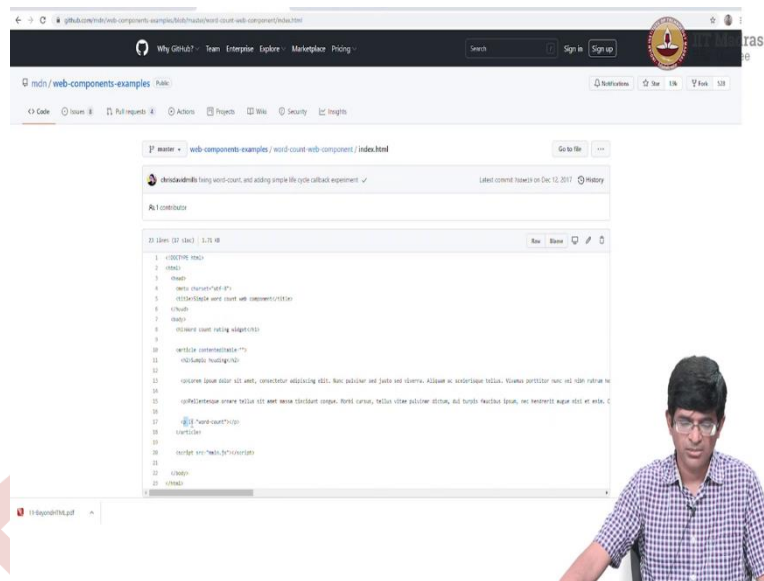 github.com/mdn/web-components-examples/blob/master/word-count-web-component/index.html
Why GitHub? Team Enterprise Explore Marketplace Pricing
Search
/
Sign in
Sign up
IIT Madras
mdn / web-components-examples Public
Notifications
Star
Fork
Code Issues 8 Pull requests 4 Actions Projects Wiki Security Insights
master web-components-examples / word-count-web-component / index.html
Go to file
chrisdavidmills fixing word-count, and adding simple life cycle callback experiment
Latest commit on Dec 12, 2017 History
1 contributor
23 lines (17 sloc) 1.71 KB
Raw Blame
1 <!DOCTYPE html>
2 <html>
3 <head>
4 <meta charset="utf-8">
5 <title>Simple word count web component</title>
6 </head>
7 <body>
8 <h1>Word count rating widget</h1>
9
10 <article contenteditable="">
11 <h2>Sample heading</h2>
12
13 <p>Lorem ipsum dolor sit amet, consectetur adipiscing elit. Nunc pulvinar sed justo sed viverra. Aliquam ac scelerisque tellus. Vivamus porttitor nunc vel nibh rutrum
14
15 <p>Pellentesque ornare tellus sit amet massa tincidunt congue. Morbi cursus, tellus vitae pulvinar dictum, dui turpis faucibus ipsum, nec hendrerit augue nisi et enim.
16
17 <p is="word-count"></p>
18 </article>
19
20 <script src="main.js"></script>
21
22 </body>
23 </html>